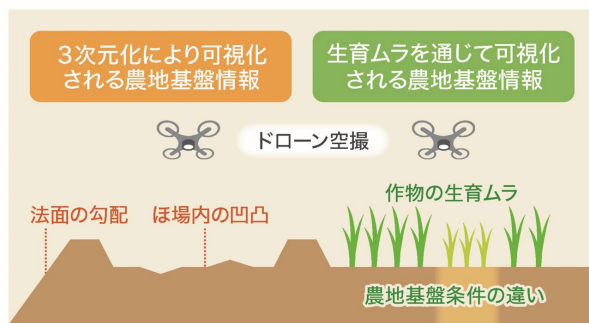 ３次元化により可視化
される農地基盤情報
生育ムラを通じて可視化
される農地基盤情報
ドローン空撮
法面の勾配
ほ場内の凹凸
作物の生育ムラ
農地基盤条件の違い